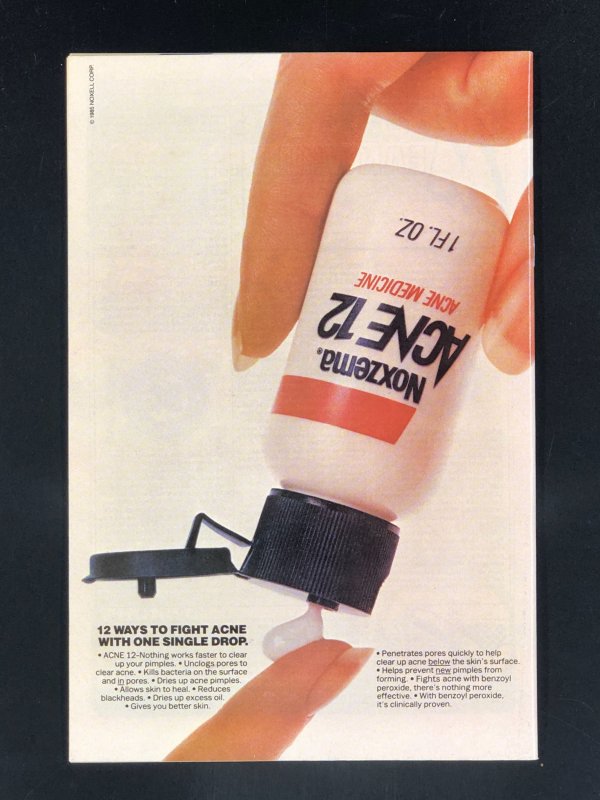 © 1985 NOXELL CORP.
1 FL. OZ.
ACNE MEDICINE
ACNE 12
Noxzema®
12 WAYS TO FIGHT ACNE
WITH ONE SINGLE DROP.
• ACNE 12–Nothing works faster to clear
up your pimples. • Unclogs pores to
clear acne. • Kills bacteria on the surface
and in pores. • Dries up acne pimples.
• Allows skin to heal. • Reduces
blackheads. • Dries up excess oil.
• Gives you better skin.
• Penetrates pores quickly to help
clear up acne below the skin's surface.
• Helps prevent new pimples from
forming. • Fights acne with benzoyl
peroxide, there's nothing more
effective. • With benzoyl peroxide,
it's clinically proven.